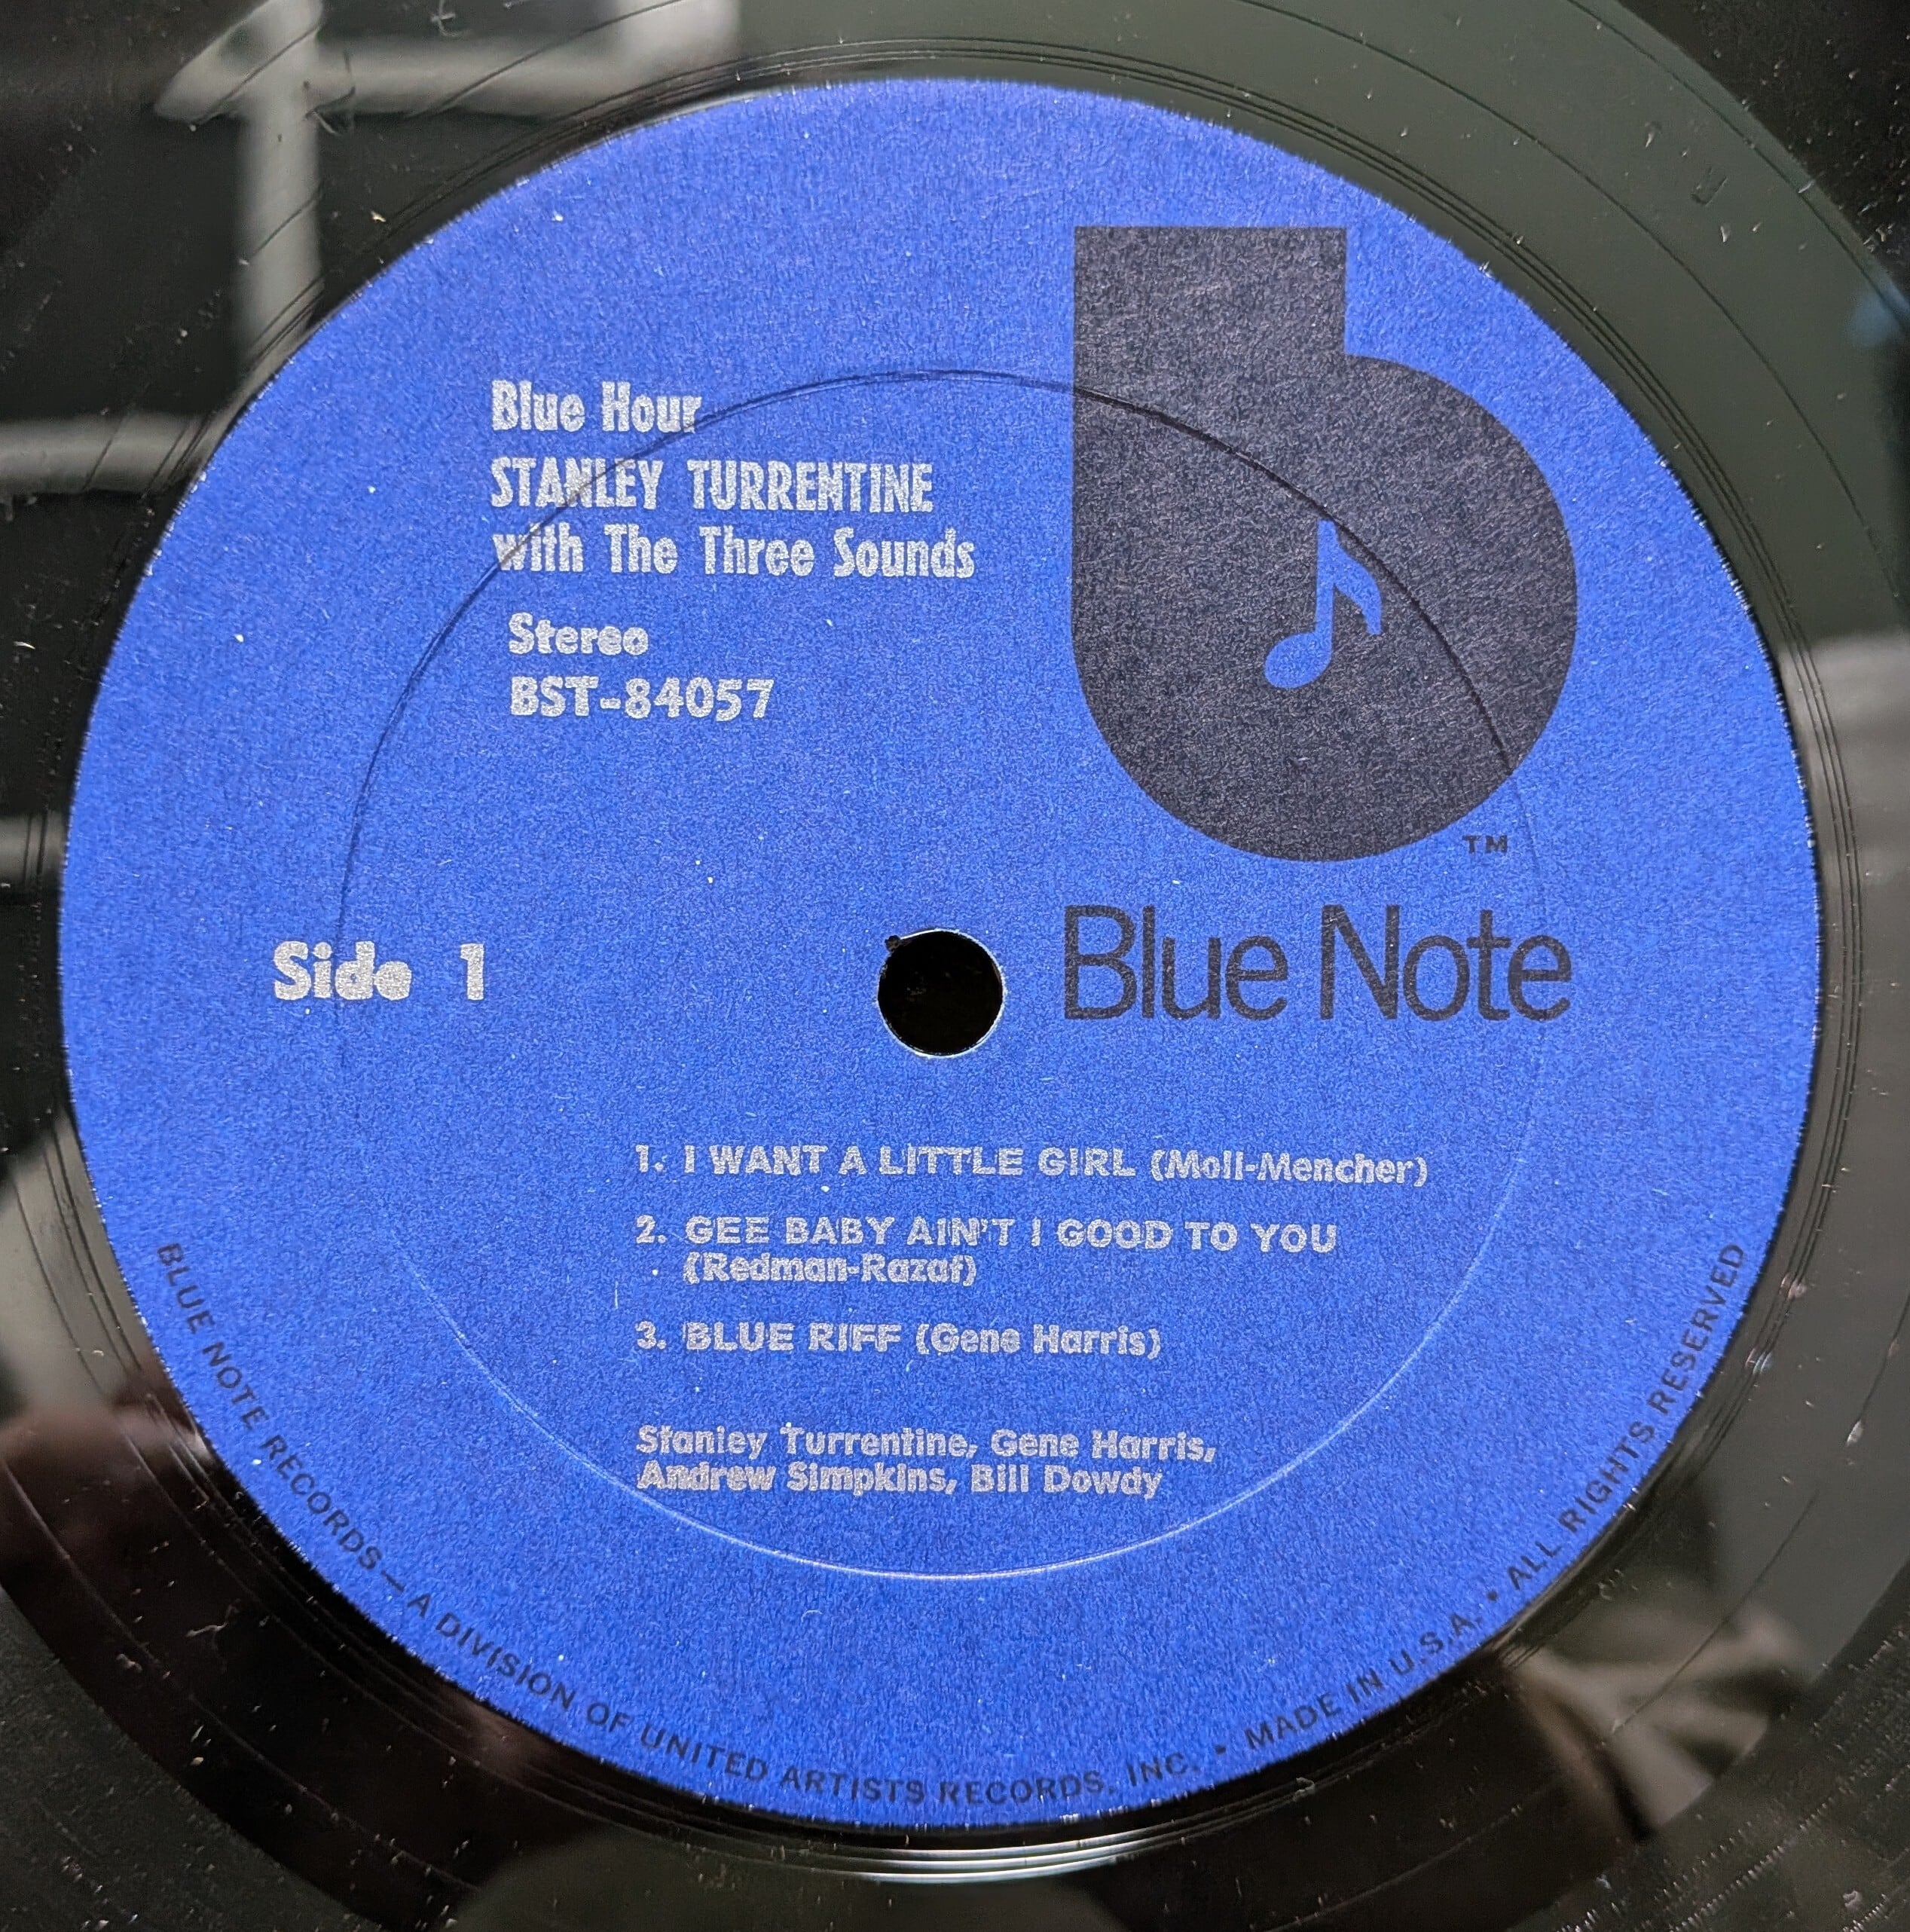 Blue Hour
STANLEY TURRENTINE
with The Three Sounds
Stereo
BST-84057
TM
Blue Note
Side 1
1. I WANT A LITTLE GIRL (Moll-Mencher)
2. GEE BABY AIN'T I GOOD TO YOU
(Redman-Razaf)
3. BLUE RIFF (Gene Harris)
Stanley Turrentine, Gene Harris,
Andrew Simpkins, Bill Dowdy
BLUE NOTE RECORDS — A DIVISION OF UNITED ARTISTS RECORDS, INC. • MADE IN U.S.A. • ALL RIGHTS RESERVED